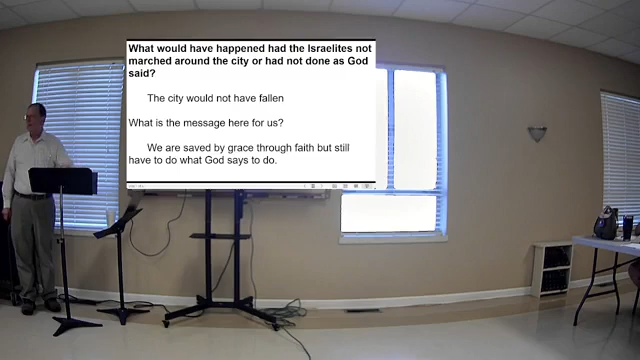 What would have happened had the Israelites not
marched around the city or had not done as God
said?
The city would not have fallen
What is the message here for us?
We are saved by grace through faith but still
have to do what God says to do.